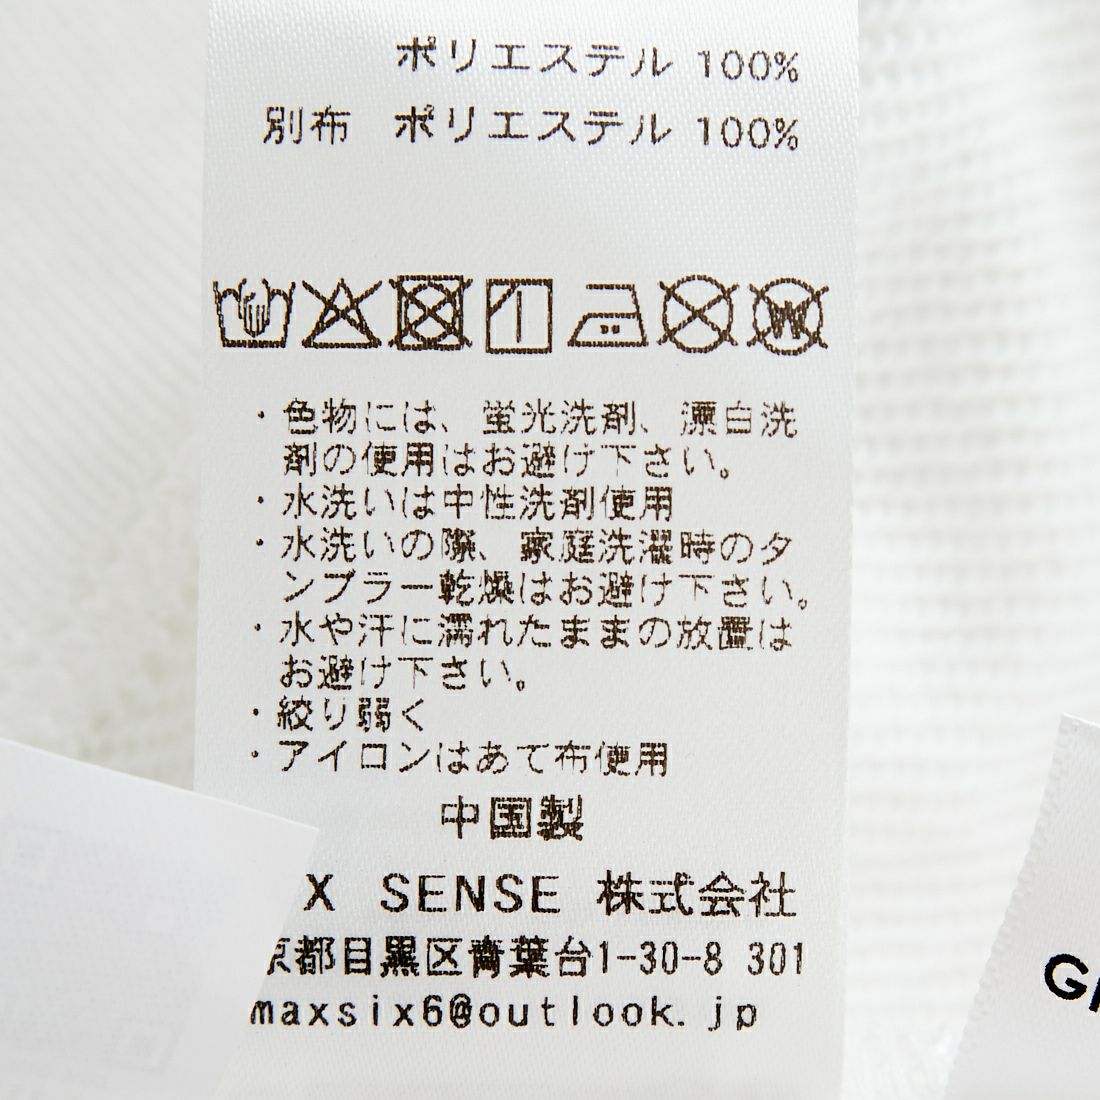 ポリエステル 100%
別布 ポリエステル 100%
・色物には、蛍光洗剤、漂白洗
剤の使用はお避け下さい。
・水洗いは中性洗剤使用
・水洗いの際、家庭洗濯時のタ
ンブラー乾燥はお避け下さい。
・水や汗に濡れたままの放置は
お避け下さい。
・絞り弱く
・アイロンはあて布使用
中国製
X SENSE 株式会社
京都目黒区青葉台1-30-8 301
maxsix6@outlook.jp